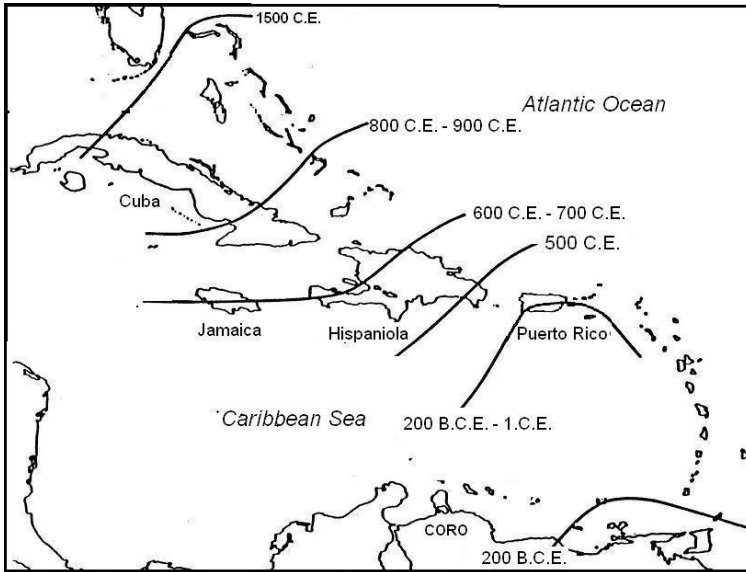 1500 C.E.
Atlantic Ocean
800 C.E. - 900 C.E.
Cuba
600 C.E. - 700 C.E.
500 C.E.
Jamaica
Hispaniola
Puerto Rico
Caribbean Sea
200 B.C.E. - 1.C.E.
CORO
200 B.C.E.